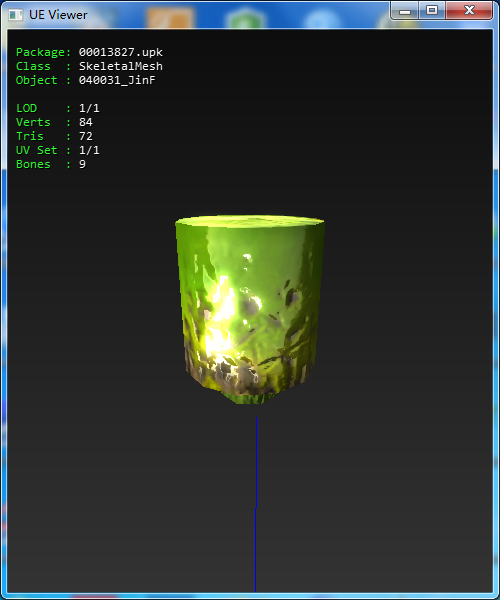 UE Viewer
Package: 00013827.upk
Class : SkeletalMesh
Object : 040031_JinF
LOD : 1/1
Verts : 84
Tris : 72
UV Set : 1/1
Bones : 9